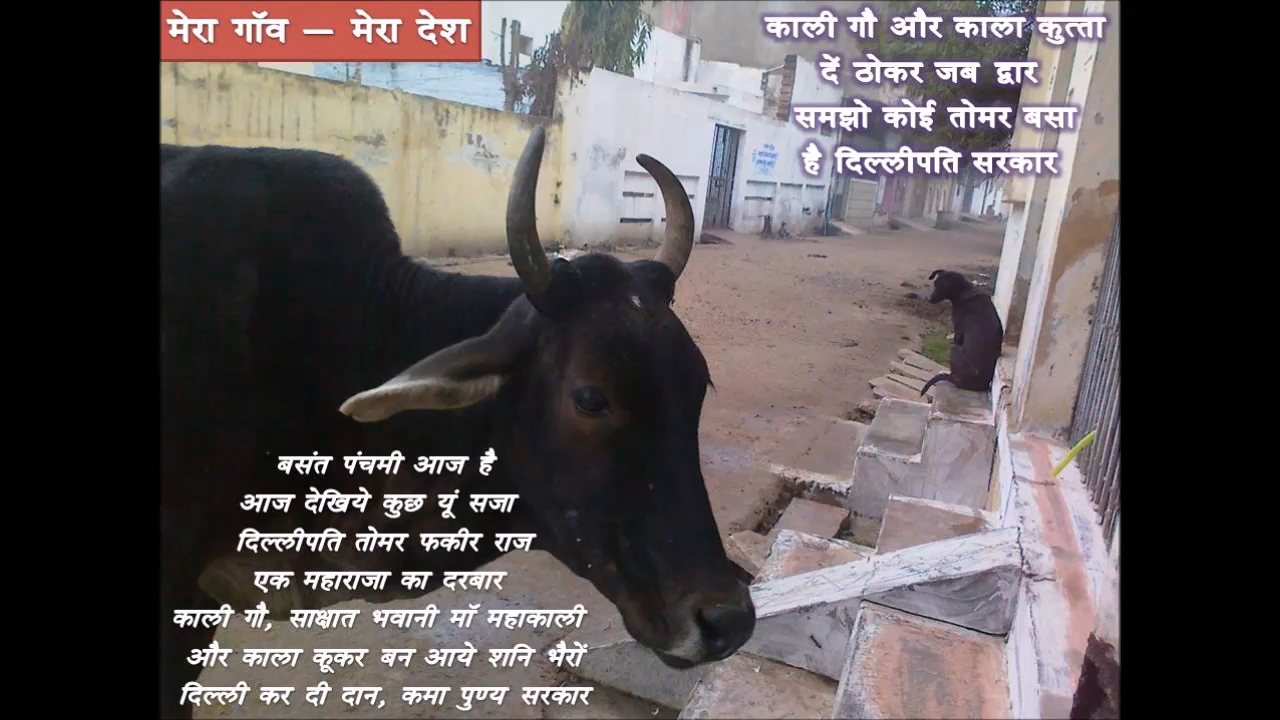 मेरा गॉव – मेरा देश
काली गौ और काला कुत्ता
दें ठोकर जब द्वार
समझो कोई तोमर बसा
है दिल्लीपति सरकार
बसंत पंचमी आज है
आज देखिये कुछ यूं सजा
दिल्लीपति तोमर फकीर राज
एक महाराजा का दरबार
काली गौ, साक्षात भवानी मॉ महाकाली
और काला कूकर बन आये शनि भैरों
दिल्ली कर दी दान, कमा पुण्य सरकार